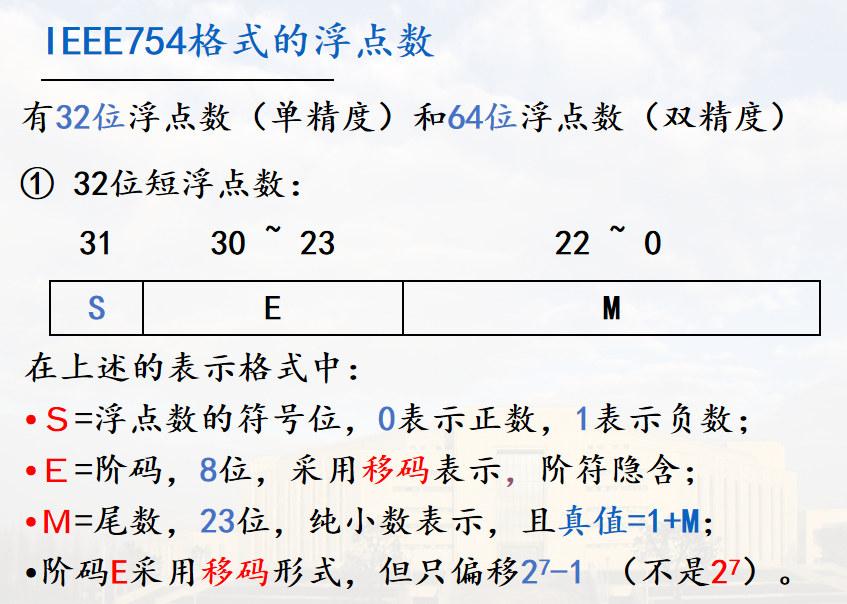 IEEE754格式的浮点数
有32位浮点数（单精度）和64位浮点数（双精度）
① 32位短浮点数：
31 30 ~ 23 22 ~ 0
S E M
在上述的表示格式中：
•S=浮点数的符号位，0表示正数，1表示负数；
•E=阶码，8位，采用移码表示，阶符隐含；
•M=尾数，23位，纯小数表示，且真值=1+M；
•阶码E采用移码形式，但只偏移2⁷-1 （不是2⁷）。